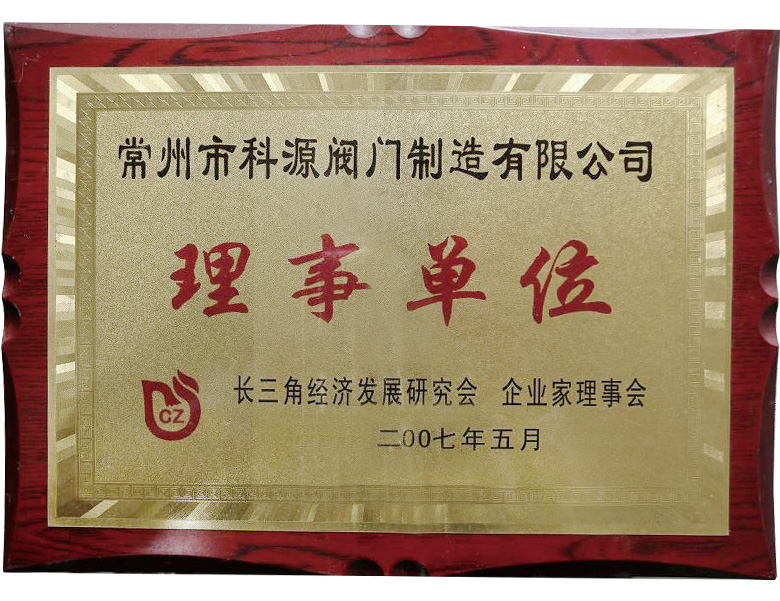 常州市科源阀门制造有限公司
理事单位
CZ
长三角经济发展研究会 企业家理事会
二00七年五月